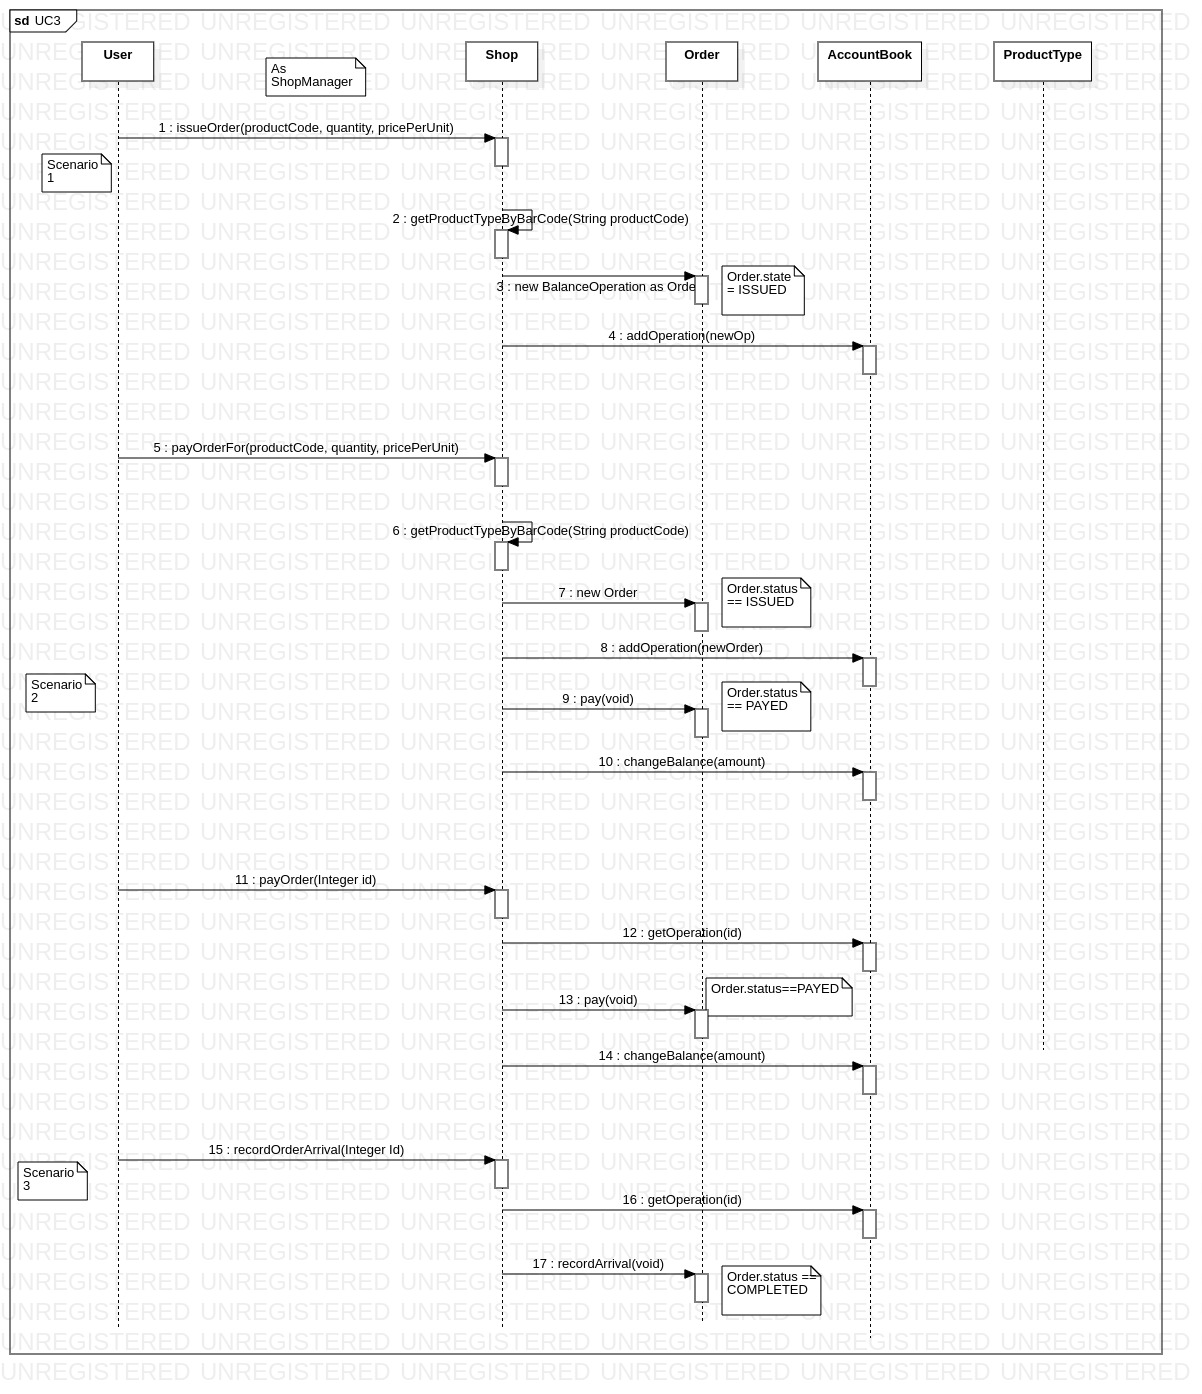 sd UC3
User
Shop
Order
AccountBook
ProductType
As
ShopManager
1 : issueOrder(productCode, quantity, pricePerUnit)
Scenario
1
2 : getProductTypeByBarCode(String productCode)
3 : new BalanceOperation as Orde
Order.state
= ISSUED
4 : addOperation(newOp)
5 : payOrderFor(productCode, quantity, pricePerUnit)
6 : getProductTypeByBarCode(String productCode)
7 : new Order
Order.status
== ISSUED
8 : addOperation(newOrder)
Scenario
2
9 : pay(void)
Order.status
== PAYED
10 : changeBalance(amount)
11 : payOrder(Integer id)
12 : getOperation(id)
13 : pay(void)
Order.status==PAYED
14 : changeBalance(amount)
15 : recordOrderArrival(Integer Id)
Scenario
3
16 : getOperation(id)
17 : recordArrival(void)
Order.status ==
COMPLETED
UNREGISTERED UNREGISTERED UNREGISTERED UNREGISTERED UNREGISTERED UNREGISTERED